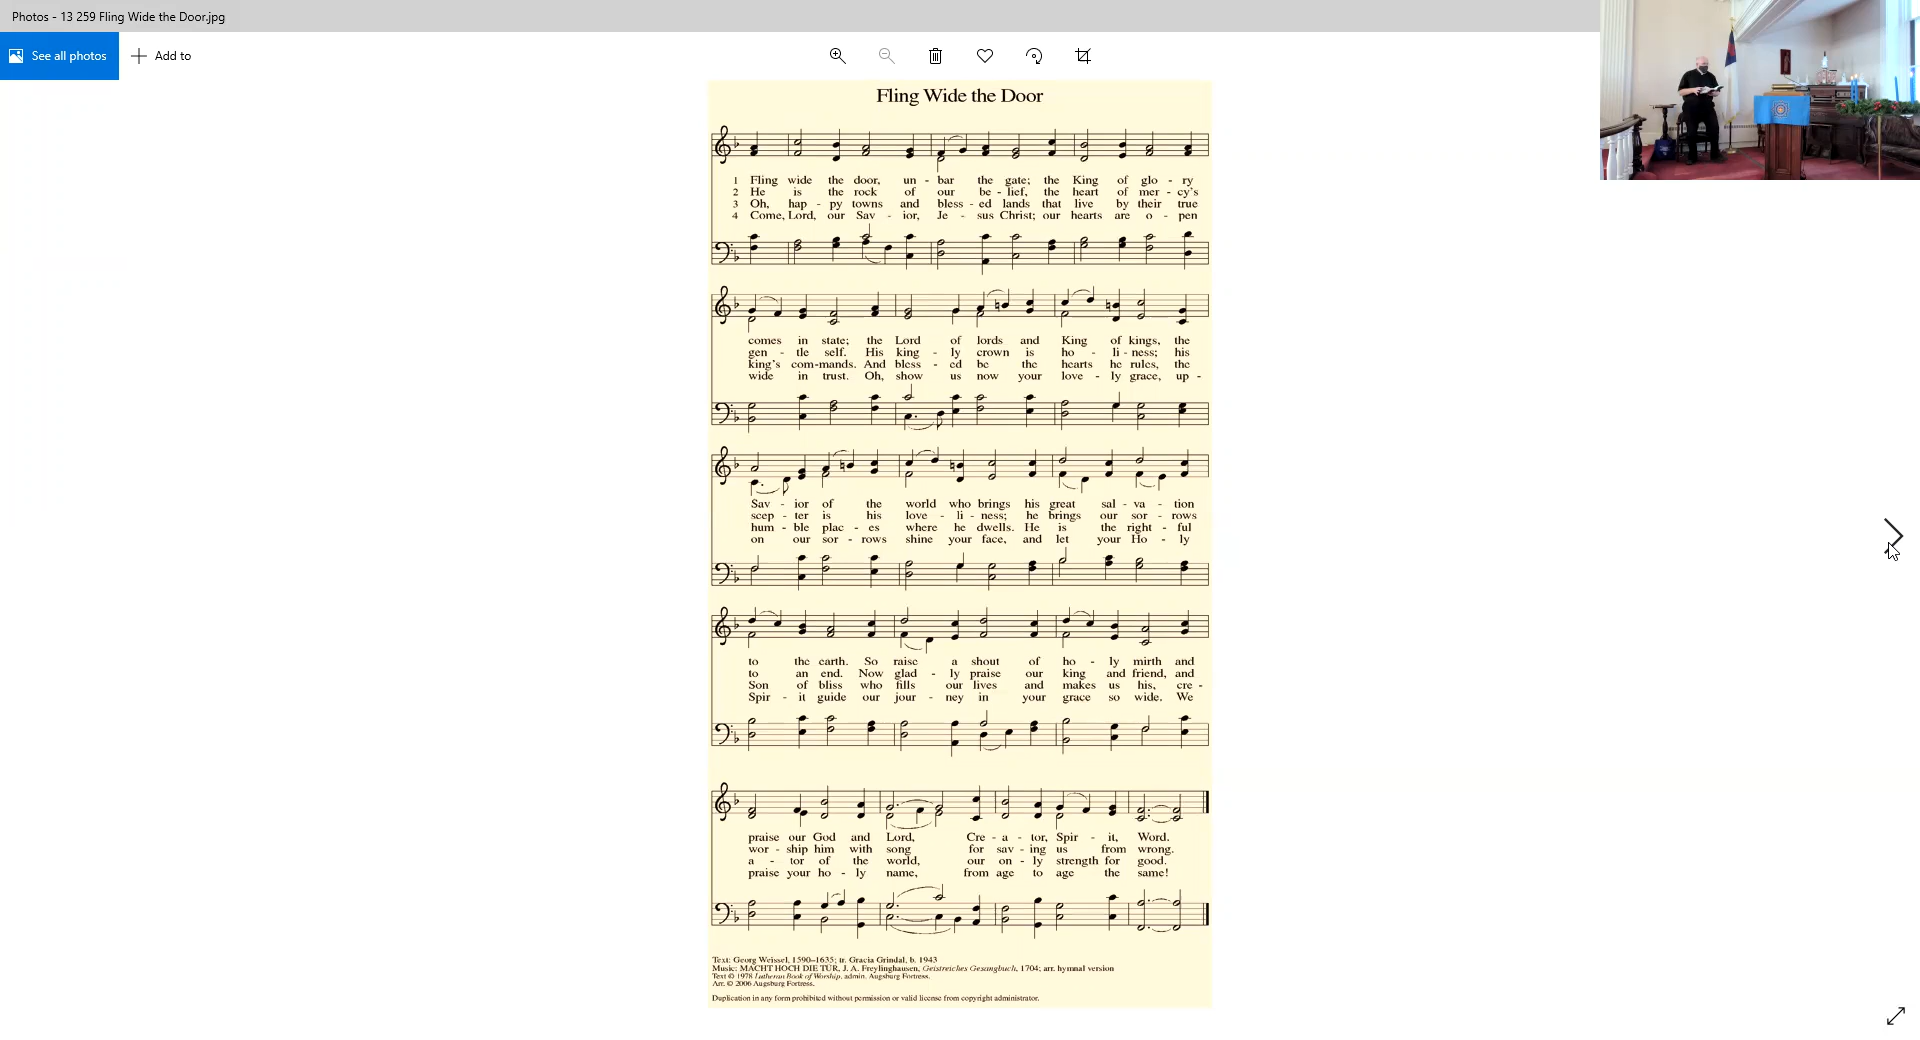 Photos - 13 259 Fling Wide the Door.jpg
See all photos
Add to
Fling Wide the Door
1 Fling wide the door, un - bar the gate; the King of glo - ry
2 He is the rock of our be - lief, the heart of mer - cy's
3 Oh, hap - py towns and bless - ed lands that live by their true
4 Come, Lord, our Sav - ior, Je - sus Christ; our hearts are o - pen
comes in state; the Lord of lords and King of kings, the
gen - tle self. His king - ly crown is ho - li - ness; his
king's com-mands. And bless - ed be the hearts he rules, the
wide in trust. Oh, show us now your love - ly grace, up -
Sav - ior of the world who brings his great sal - va - tion
scep - ter is his love - li - ness; he brings our sor - rows
hum - ble plac - es where he dwells. He is the right - ful
on our sor - rows shine your face, and let your Ho - ly
to the earth. So raise a shout of ho - ly mirth and
to an end. Now glad - ly praise our king and friend, and
Son of bliss who fills our lives and makes us his, cre -
Spir - it guide our jour - ney in your grace so wide. We
praise our God and Lord, Cre - a - tor, Spir - it, Word.
wor - ship him with song for sav - ing us from wrong.
a - tor of the world, our on - ly strength for good.
praise your ho - ly name, from age to age the same!
Text: Georg Weissel, 1590–1635; tr. Gracia Grindal, b. 1943
Music: MACHT HOCH DIE TÜR, J. A. Freylinghausen, Geistreiches Gesangbuch, 1704; arr. hymnal version
Text © 1978 Lutheran Book of Worship, admin. Augsburg Fortress.
Arr. © 2006 Augsburg Fortress.
Duplication in any form prohibited without permission or valid license from copyright administrator.